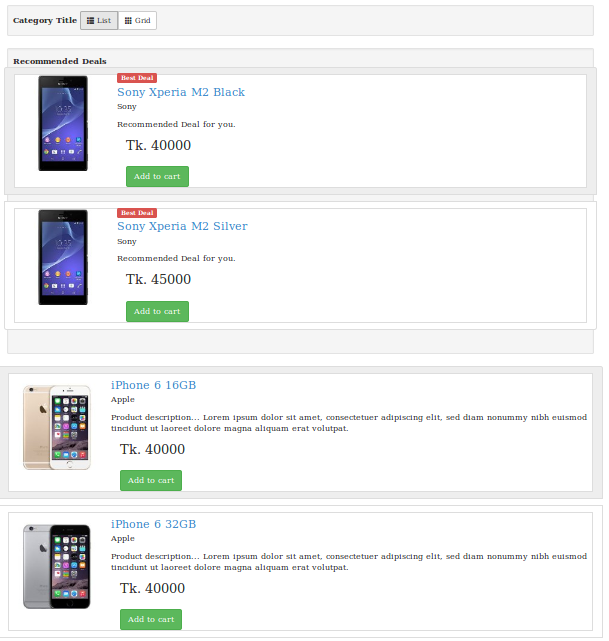 Category Title List Grid
Recommended Deals
Best Deal
Sony Xperia M2 Black
Sony
Recommended Deal for you.
Tk. 40000
Add to cart
Best Deal
Sony Xperia M2 Silver
Sony
Recommended Deal for you.
Tk. 45000
Add to cart
iPhone 6 16GB
Apple
Product description... Lorem ipsum dolor sit amet, consectetuer adipiscing elit, sed diam nonummy nibh euismod
tincidunt ut laoreet dolore magna aliquam erat volutpat.
Tk. 40000
Add to cart
iPhone 6 32GB
Apple
Product description... Lorem ipsum dolor sit amet, consectetuer adipiscing elit, sed diam nonummy nibh euismod
tincidunt ut laoreet dolore magna aliquam erat volutpat.
Tk. 40000
Add to cart